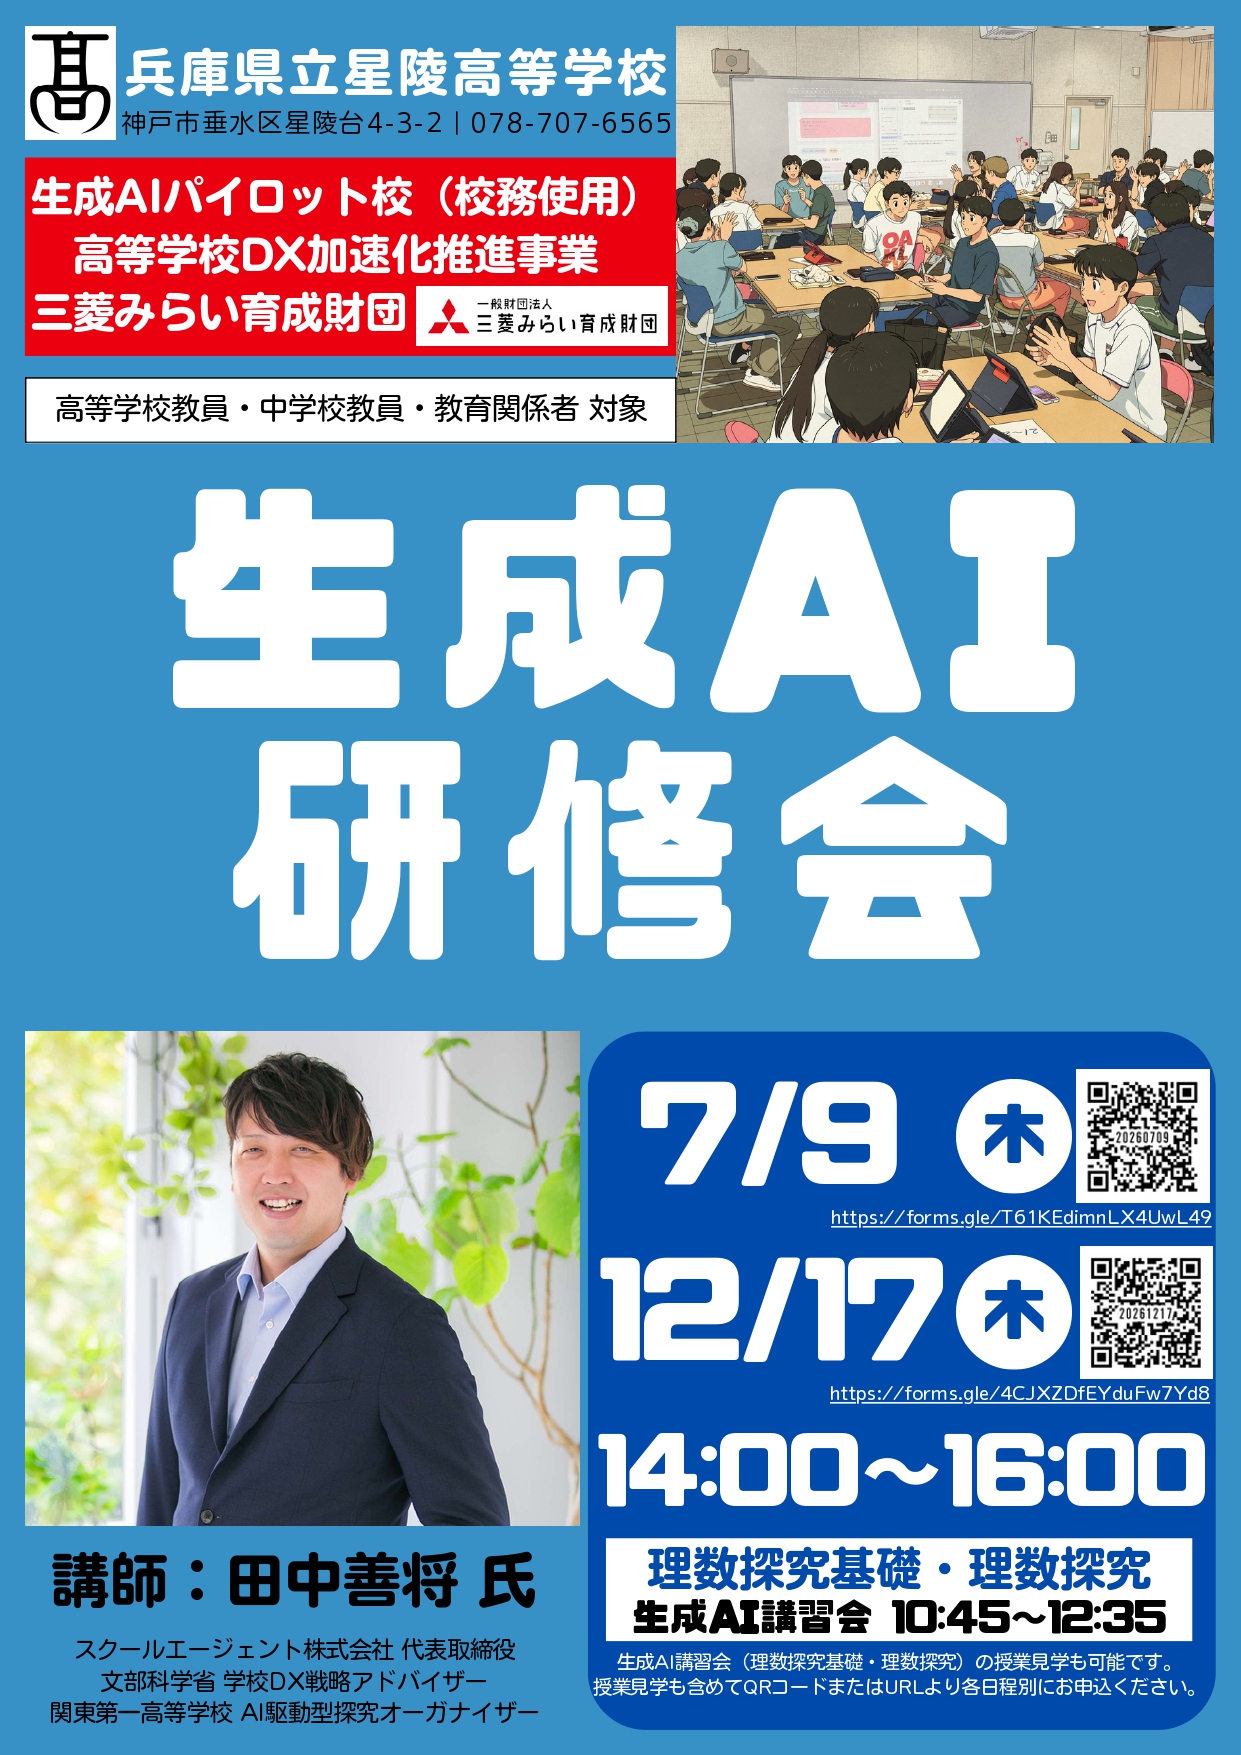 兵庫県立星陵高等学校
神戸市垂水区星陵台4-3-2 | 078-707-6565
生成AIパイロット校（校務使用）
高等学校DX加速化推進事業
三菱みらい育成財団
一般財団法人
三菱みらい育成財団
高等学校教員・中学校教員・教育関係者 対象
生成AI
研修会
7/9 木
20260709
https://forms.gle/T61KEdimnLX4UwL49
12/17 木
20261217
https://forms.gle/4CJXZDfEYduFw7Yd8
14:00〜16:00
理数探究基礎・理数探究
生成AI講習会 10:45〜12:35
生成AI講習会（理数探究基礎・理数探究）の授業見学も可能です。
授業見学も含めてQRコードまたはURLより各日程別にお申込ください。
講師：田中善将 氏
スクールエージェント株式会社 代表取締役
文部科学省 学校DX戦略アドバイザー
関東第一高等学校 AI駆動型探究オーガナイザー